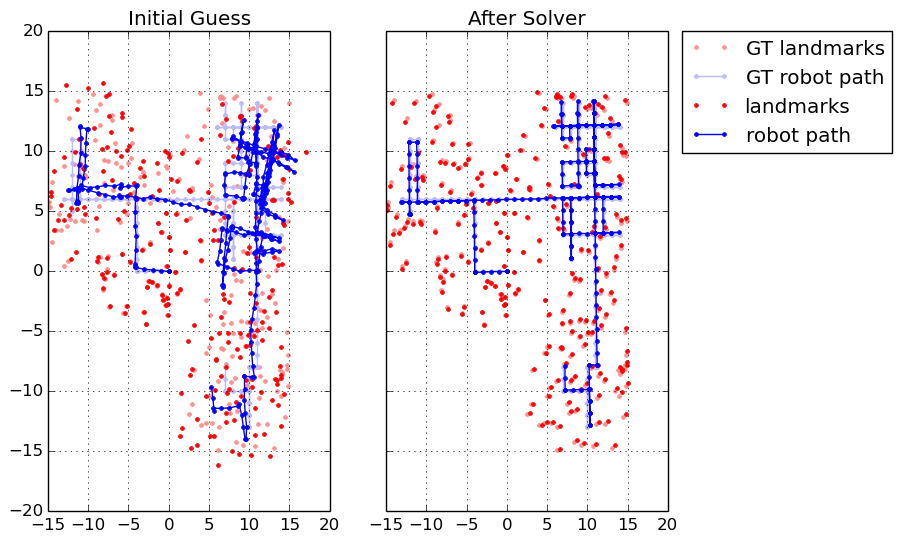 Initial Guess
After Solver
GT landmarks
GT robot path
landmarks
robot path
20
15
10
5
0
−5
−10
−15
−20
−15 −10 −5 0 5 10 15 20
−15 −10 −5 0 5 10 15 20